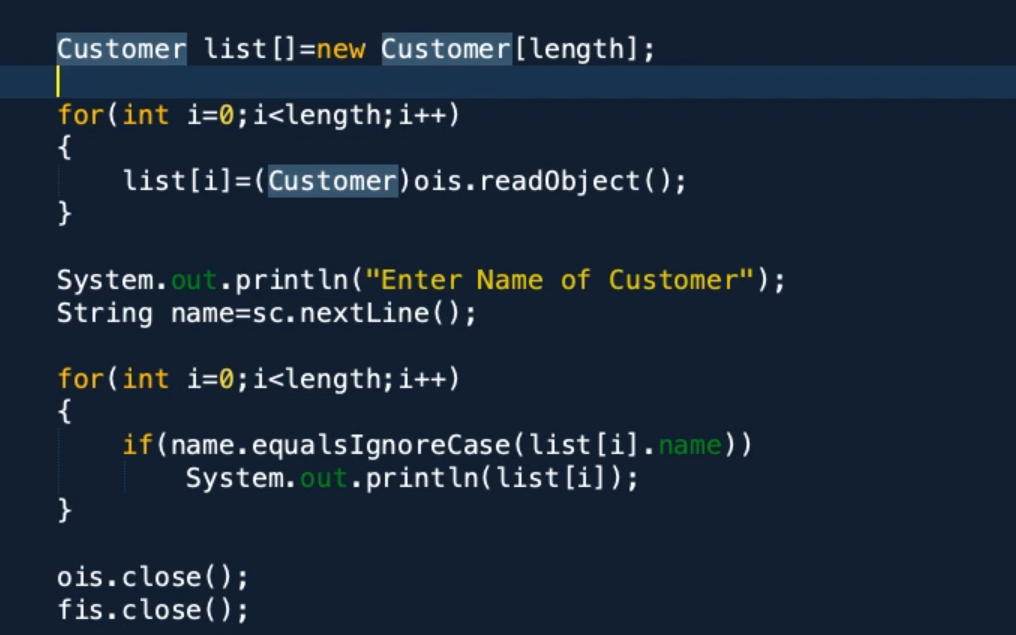 Customer list[]=new Customer[length];
for(int i=0;i<length;i++)
{
list[i]=(Customer)ois.readObject();
}
System.out.println("Enter Name of Customer");
String name=sc.nextLine();
for(int i=0;i<length;i++)
{
if(name.equalsIgnoreCase(list[i].name))
System.out.println(list[i]);
}
ois.close();
fis.close();